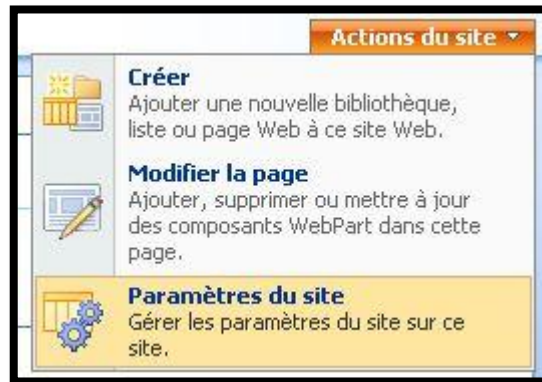 Actions du site
Créer
Ajouter une nouvelle bibliothèque,
liste ou page Web à ce site Web.
Modifier la page
Ajouter, supprimer ou mettre à jour
des composants WebPart dans cette
page.
Paramètres du site
Gérer les paramètres du site sur ce
site.